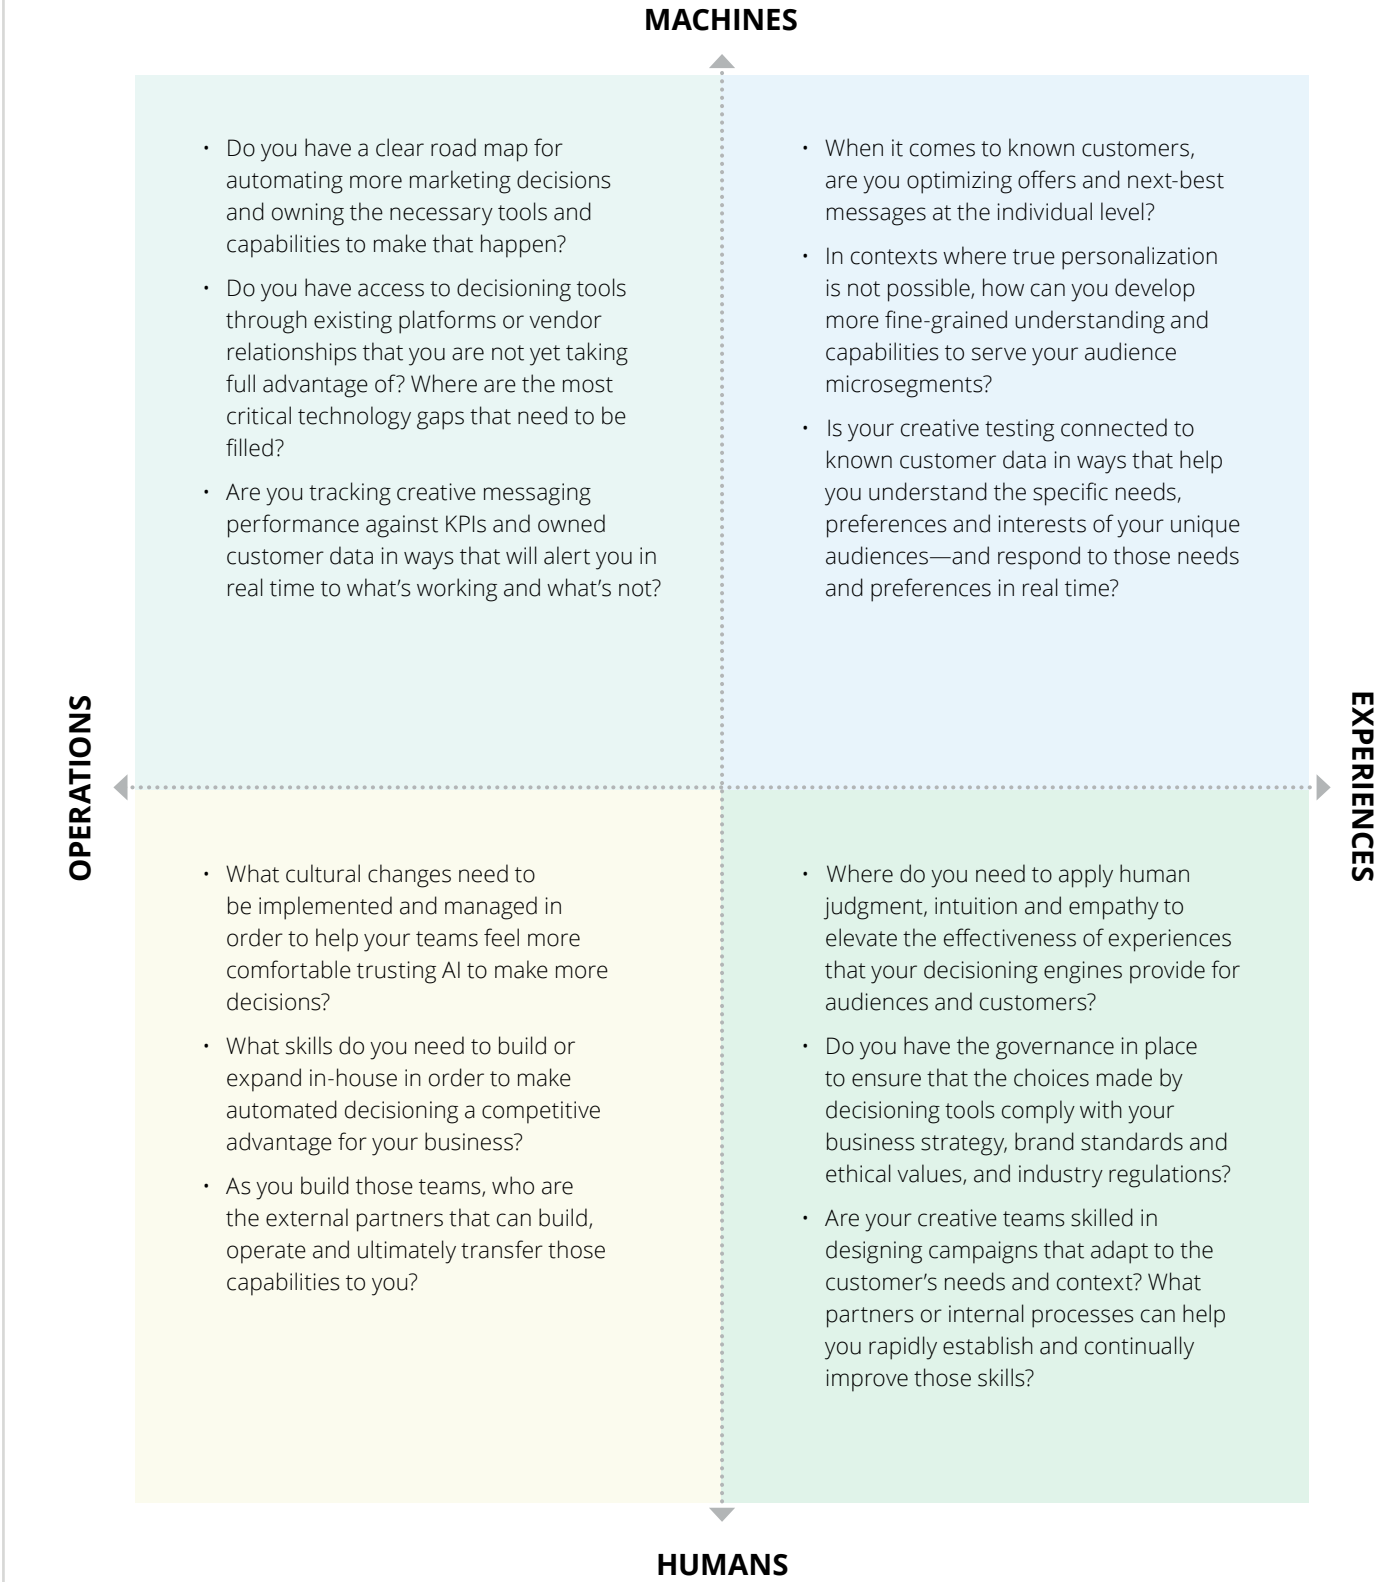 MACHINES
• Do you have a clear road map for
automating more marketing decisions
and owning the necessary tools and
capabilities to make that happen?
• Do you have access to decisioning tools
through existing platforms or vendor
relationships that you are not yet taking
full advantage of? Where are the most
critical technology gaps that need to be
filled?
• Are you tracking creative messaging
performance against KPIs and owned
customer data in ways that will alert you in
real time to what’s working and what’s not?
• When it comes to known customers,
are you optimizing offers and next-best
messages at the individual level?
• In contexts where true personalization
is not possible, how can you develop
more fine-grained understanding and
capabilities to serve your audience
microsegments?
• Is your creative testing connected to
known customer data in ways that help
you understand the specific needs,
preferences and interests of your unique
audiences—and respond to those needs
and preferences in real time?
OPERATIONS
EXPERIENCES
• What cultural changes need to
be implemented and managed in
order to help your teams feel more
comfortable trusting AI to make more
decisions?
• What skills do you need to build or
expand in-house in order to make
automated decisioning a competitive
advantage for your business?
• As you build those teams, who are
the external partners that can build,
operate and ultimately transfer those
capabilities to you?
• Where do you need to apply human
judgment, intuition and empathy to
elevate the effectiveness of experiences
that your decisioning engines provide for
audiences and customers?
• Do you have the governance in place
to ensure that the choices made by
decisioning tools comply with your
business strategy, brand standards and
ethical values, and industry regulations?
• Are your creative teams skilled in
designing campaigns that adapt to the
customer’s needs and context? What
partners or internal processes can help
you rapidly establish and continually
improve those skills?
HUMANS